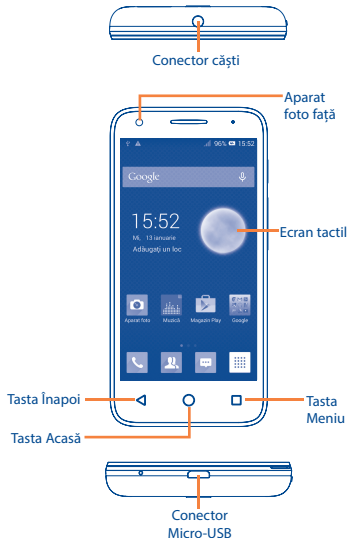 Conector căști
Aparat
foto față
96% 15:52
Google
15:52
Mi, 13 ianuarie
Adăugați un loc
Ecran tactil
Aparat foto Muzică Magazin Play Google
Tasta Înapoi
Tasta
Meniu
Tasta Acasă
Conector
Micro-USB